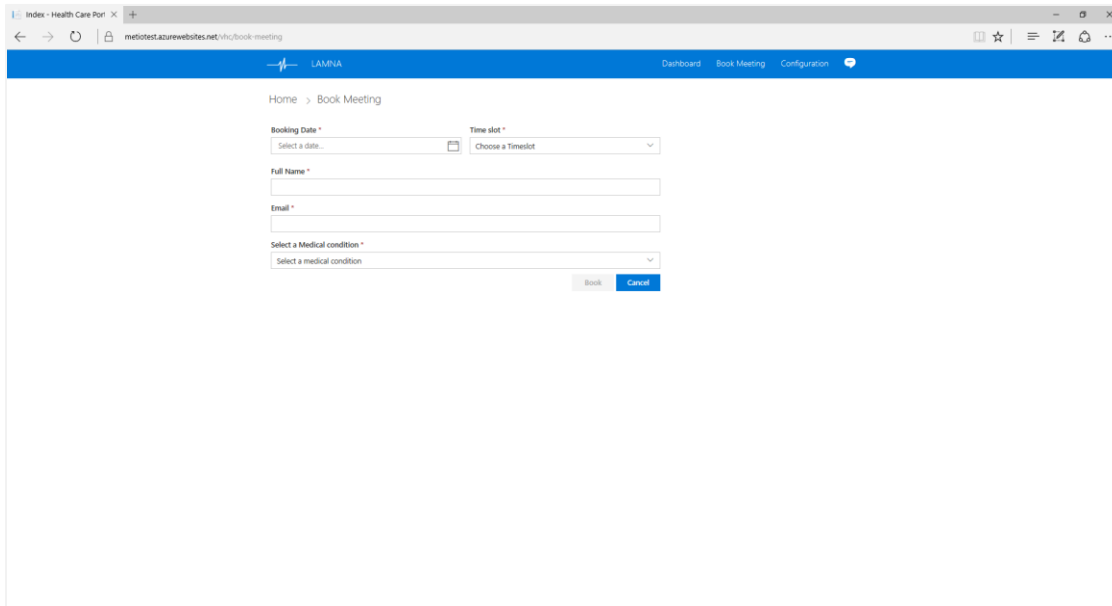 Index - Health Care Port
metiotest.azurewebsites.net/vhc/book-meeting
LAMNA Dashboard Book Meeting Configuration
Home > Book Meeting
Booking Date * Time slot *
Select a date... Choose a Timeslot
Full Name *
Email *
Select a Medical condition *
Select a medical condition
Book Cancel